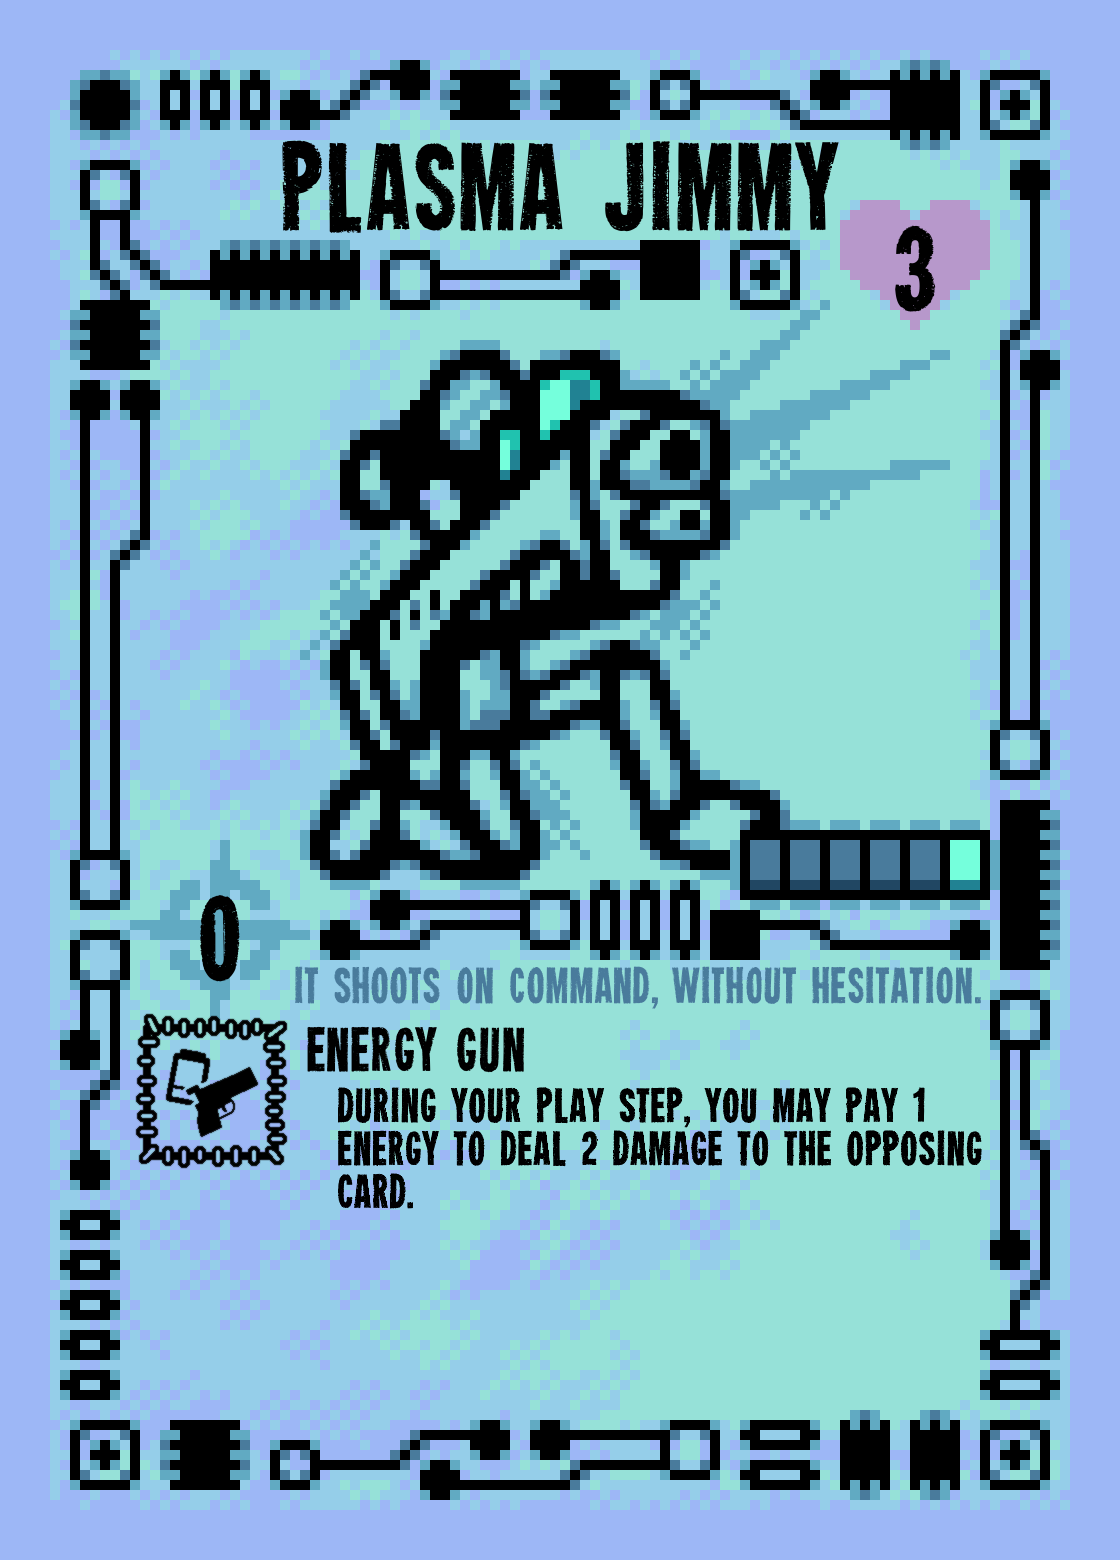 PLASMA JIMMY
3
0
IT SHOOTS ON COMMAND, WITHOUT HESITATION.
ENERGY GUN
DURING YOUR PLAY STEP, YOU MAY PAY 1
ENERGY TO DEAL 2 DAMAGE TO THE OPPOSING
CARD.